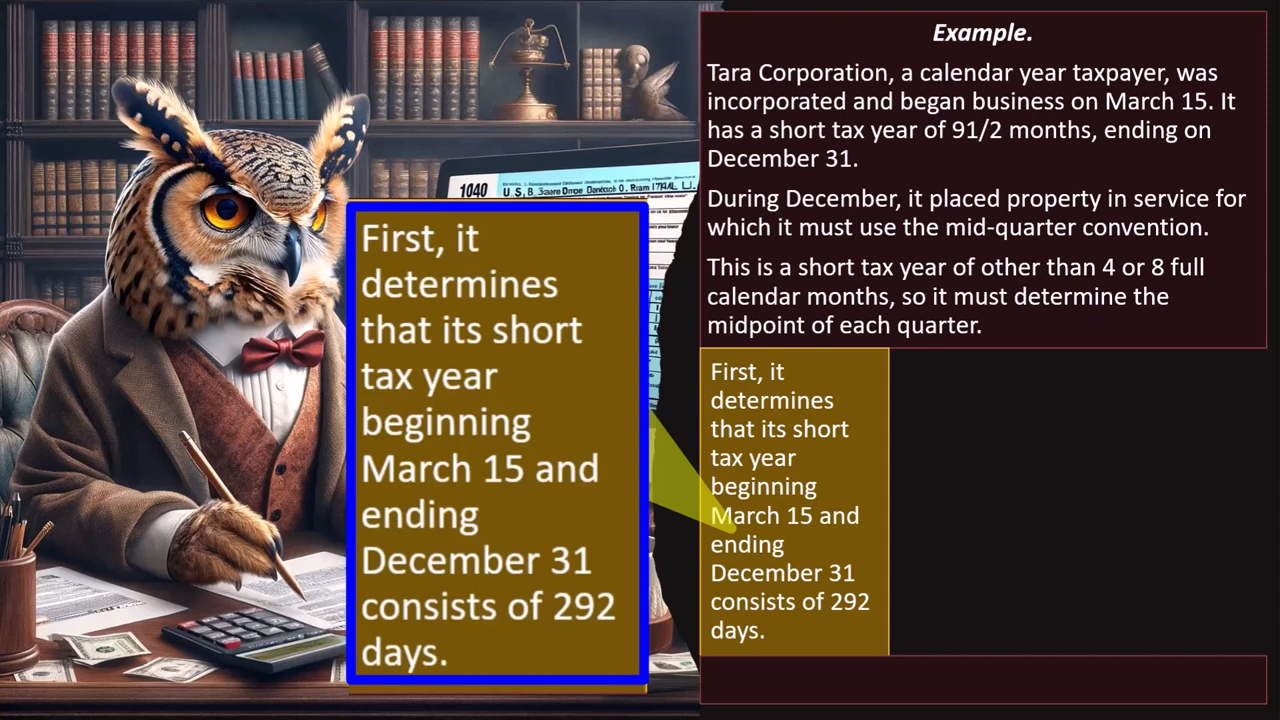 Example.
Tara Corporation, a calendar year taxpayer, was
incorporated and began business on March 15. It
has a short tax year of 91/2 months, ending on
December 31.
During December, it placed property in service for
which it must use the mid-quarter convention.
This is a short tax year of other than 4 or 8 full
calendar months, so it must determine the
midpoint of each quarter.
First, it
determines
that its short
tax year
beginning
March 15 and
ending
December 31
consists of 292
days.
1040
U.S.
First, it
determines
that its short
tax year
beginning
March 15 and
ending
December 31
consists of 292
days.